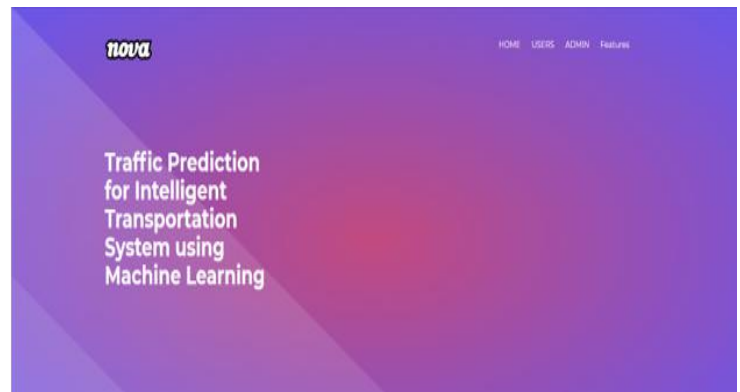 nova
HOME USERS ADMIN Features
Traffic Prediction
for Intelligent
Transportation
System using
Machine Learning